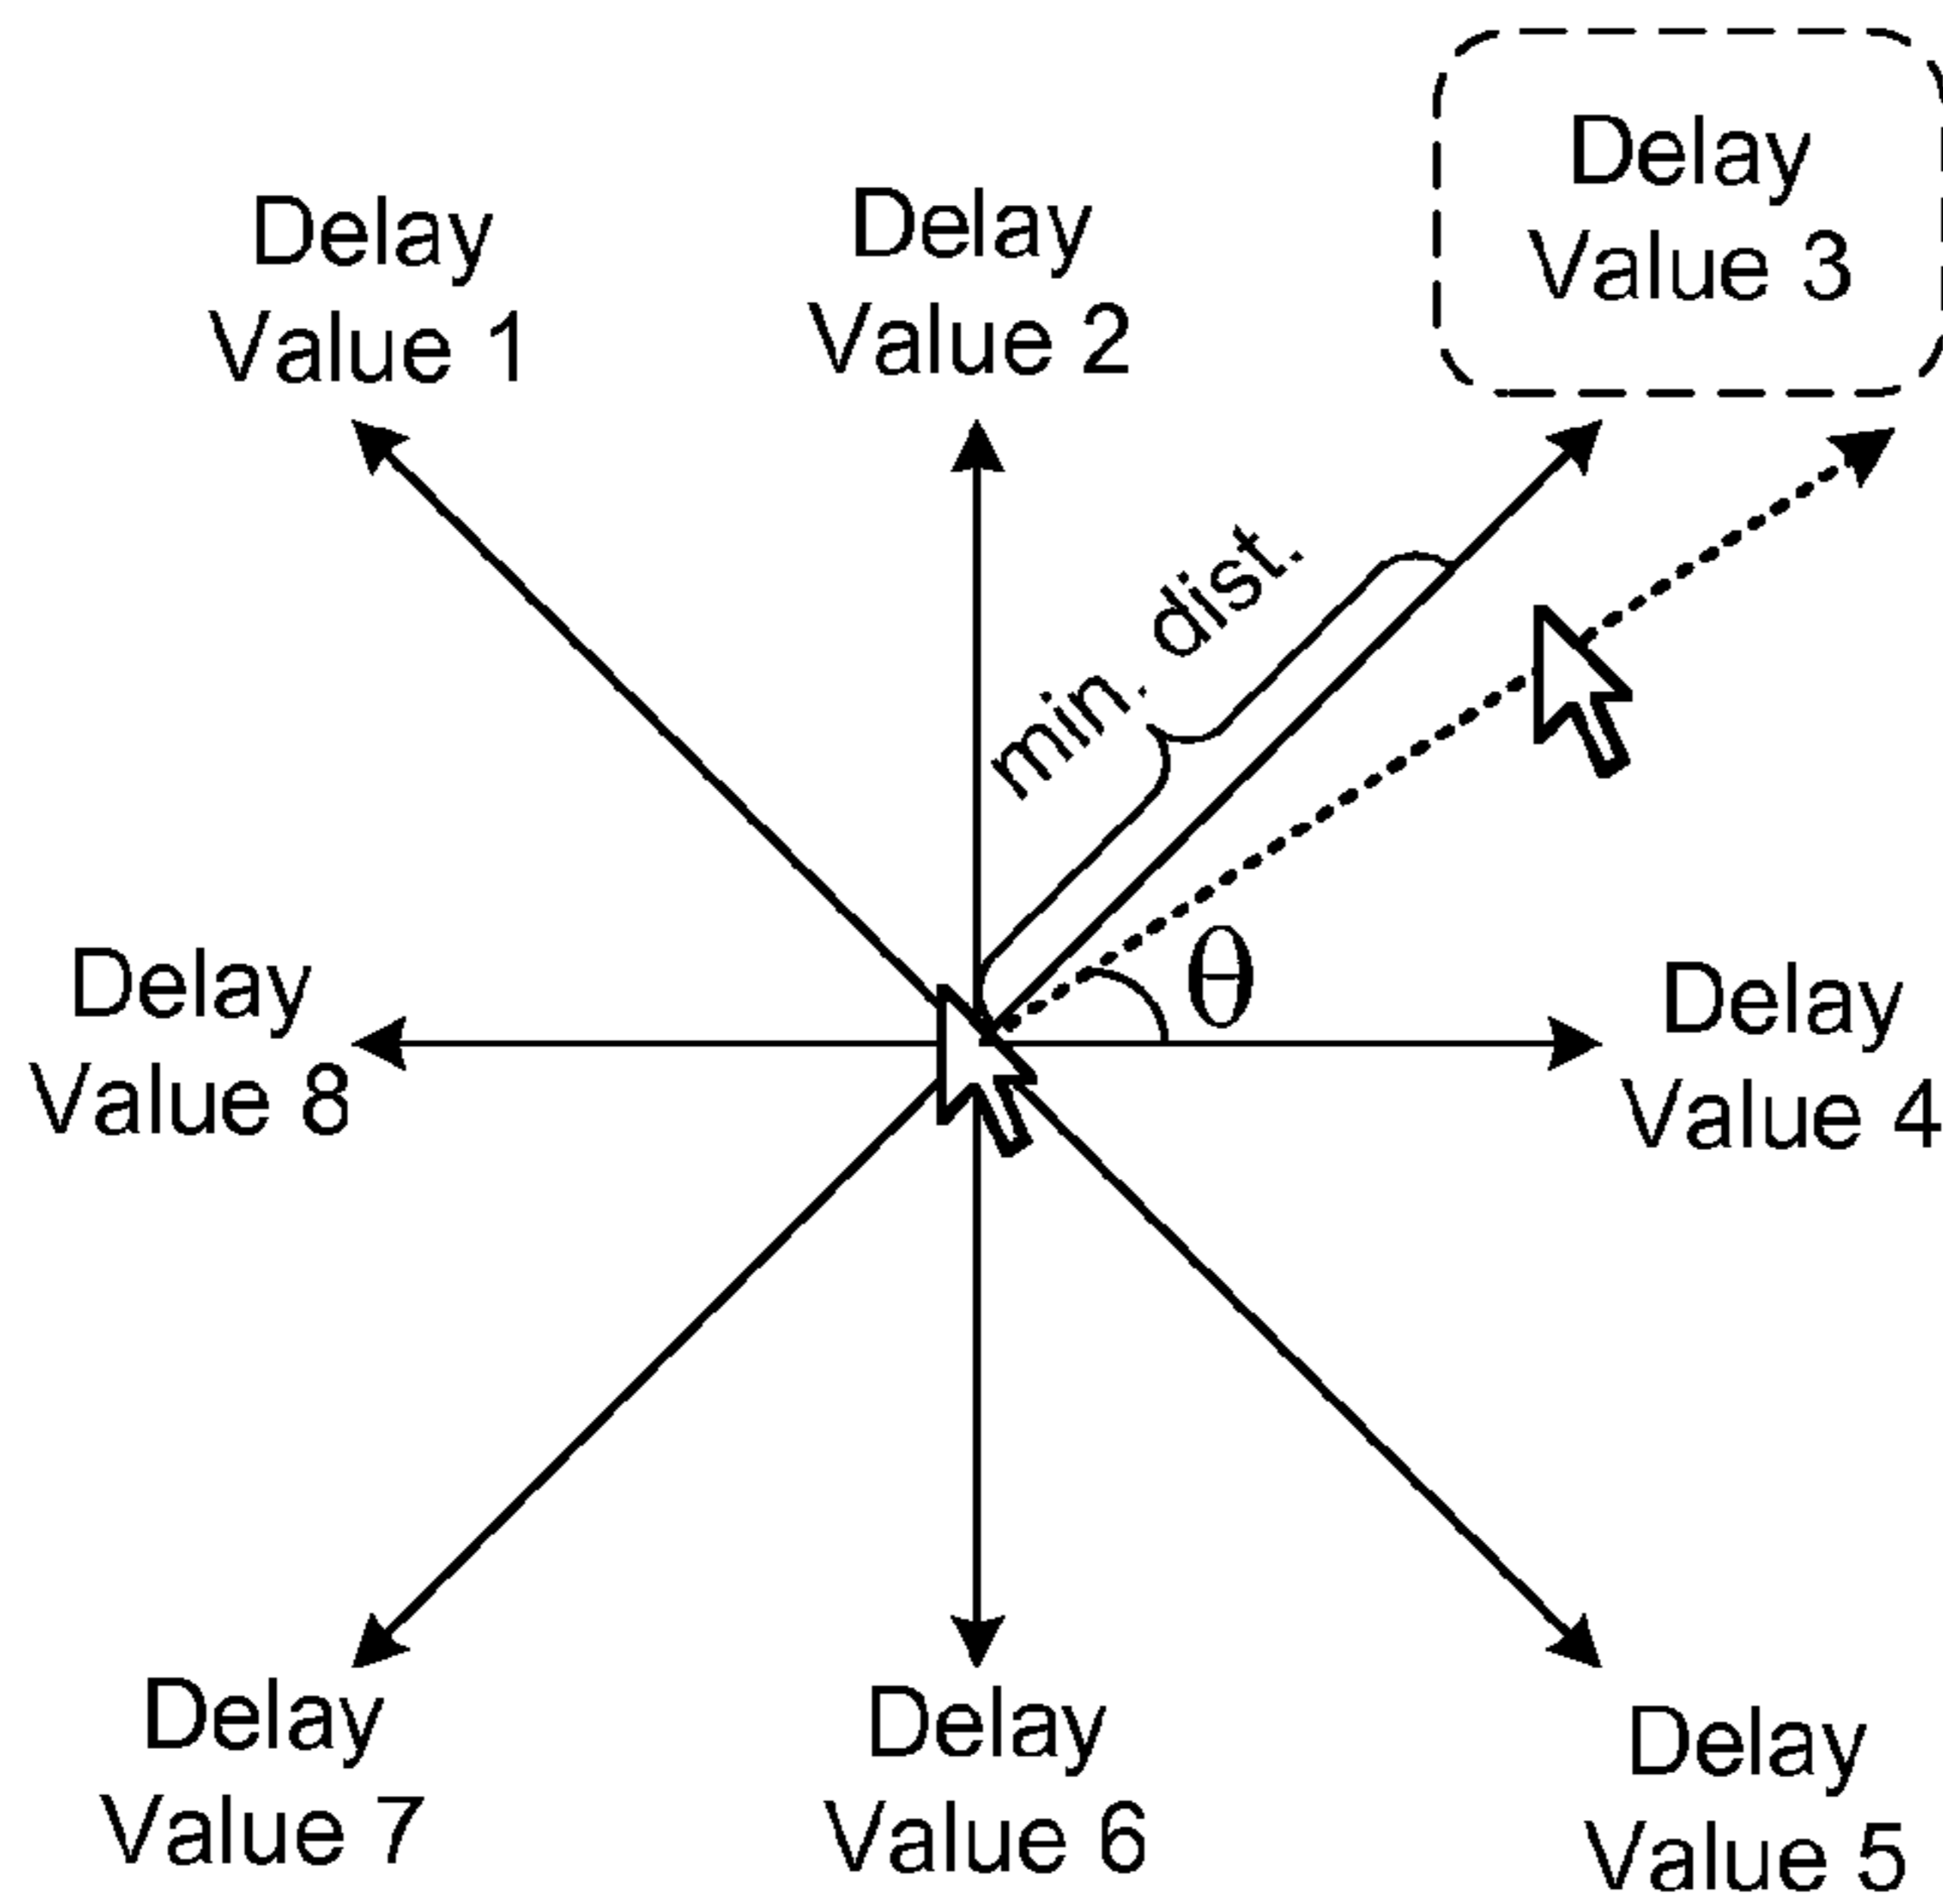 Delay
Value 1
Delay
Value 2
Delay
Value 3
min. dist.
θ
Delay
Value 8
Delay
Value 4
Delay
Value 7
Delay
Value 6
Delay
Value 5